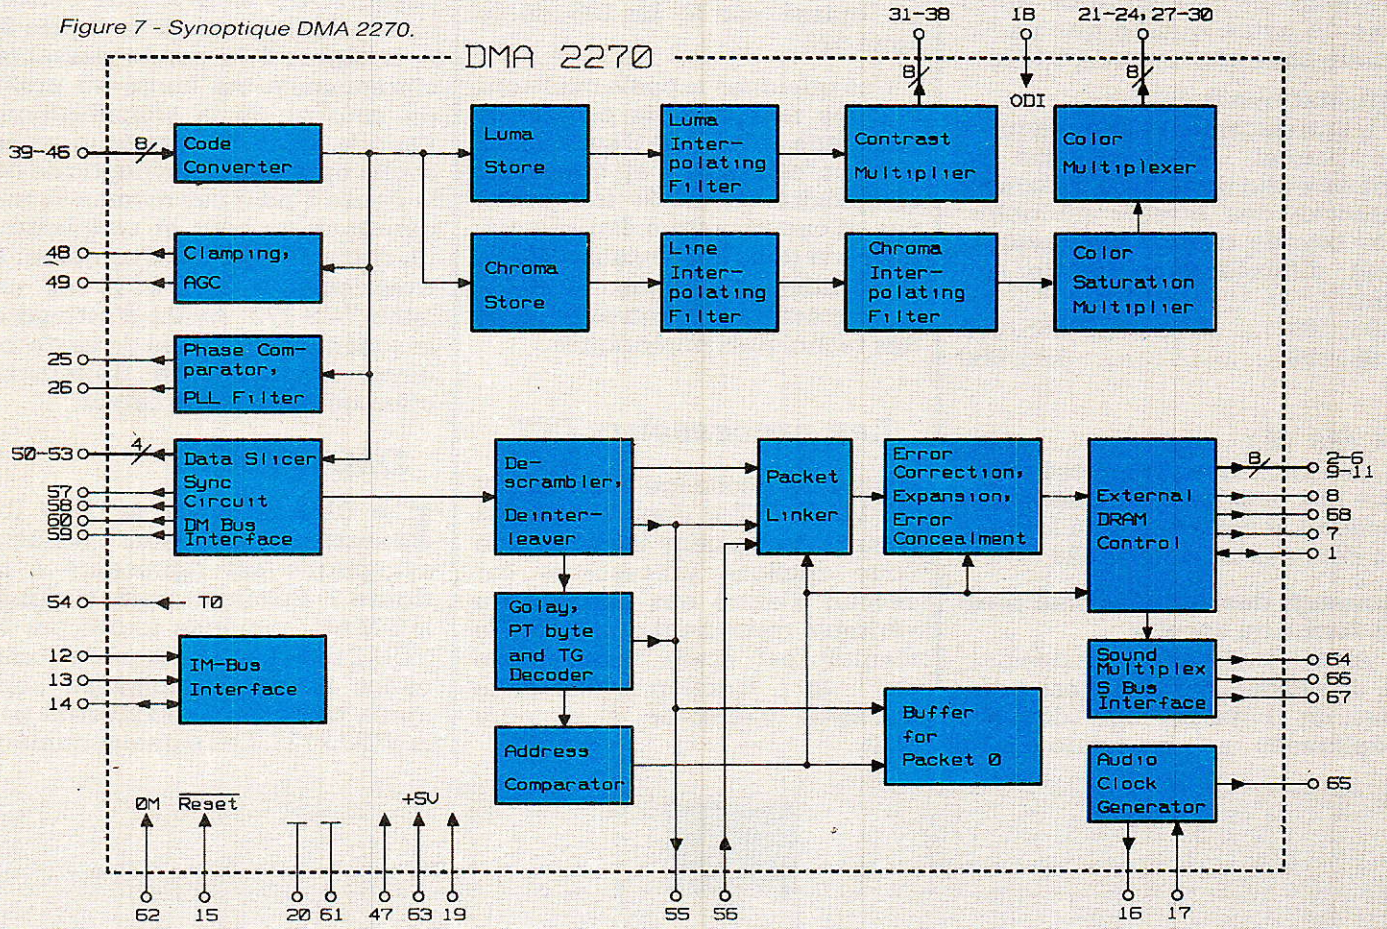 Figure 7 - Synoptique DMA 2270.
DMA 2270
31-38
18
21-24, 27-30
8
ODI
8
39-46
8
Code
Converter
Luma
Store
Luma
Inter-
polating
Filter
Contrast
Multiplier
Color
Multiplexer
48
49
Clamping,
AGC
Chroma
Store
Line
Inter-
polating
Filter
Chroma
Inter-
polating
Filter
Color
Saturation
Multiplier
25
26
Phase Com-
parator,
PLL Filter
50-53
4
57
58
60
59
Data Slicer
Sync
Circuit
DM Bus
Interface
De-
scrambler,
Deinter-
leaver
Packet
Linker
Error
Correction,
Expansion,
Error
Concealment
External
DRAM
Control
8
2-6
9-11
8
68
7
1
54
T0
Golay,
PT byte
and TG
Decoder
12
13
14
IM-Bus
Interface
Sound
Multiplex
S Bus
Interface
64
66
67
Address
Comparator
Buffer
for
Packet 0
Audio
Clock
Generator
65
ØM
Reset
+5V
62
15
20
61
47
63
19
55
56
16
17